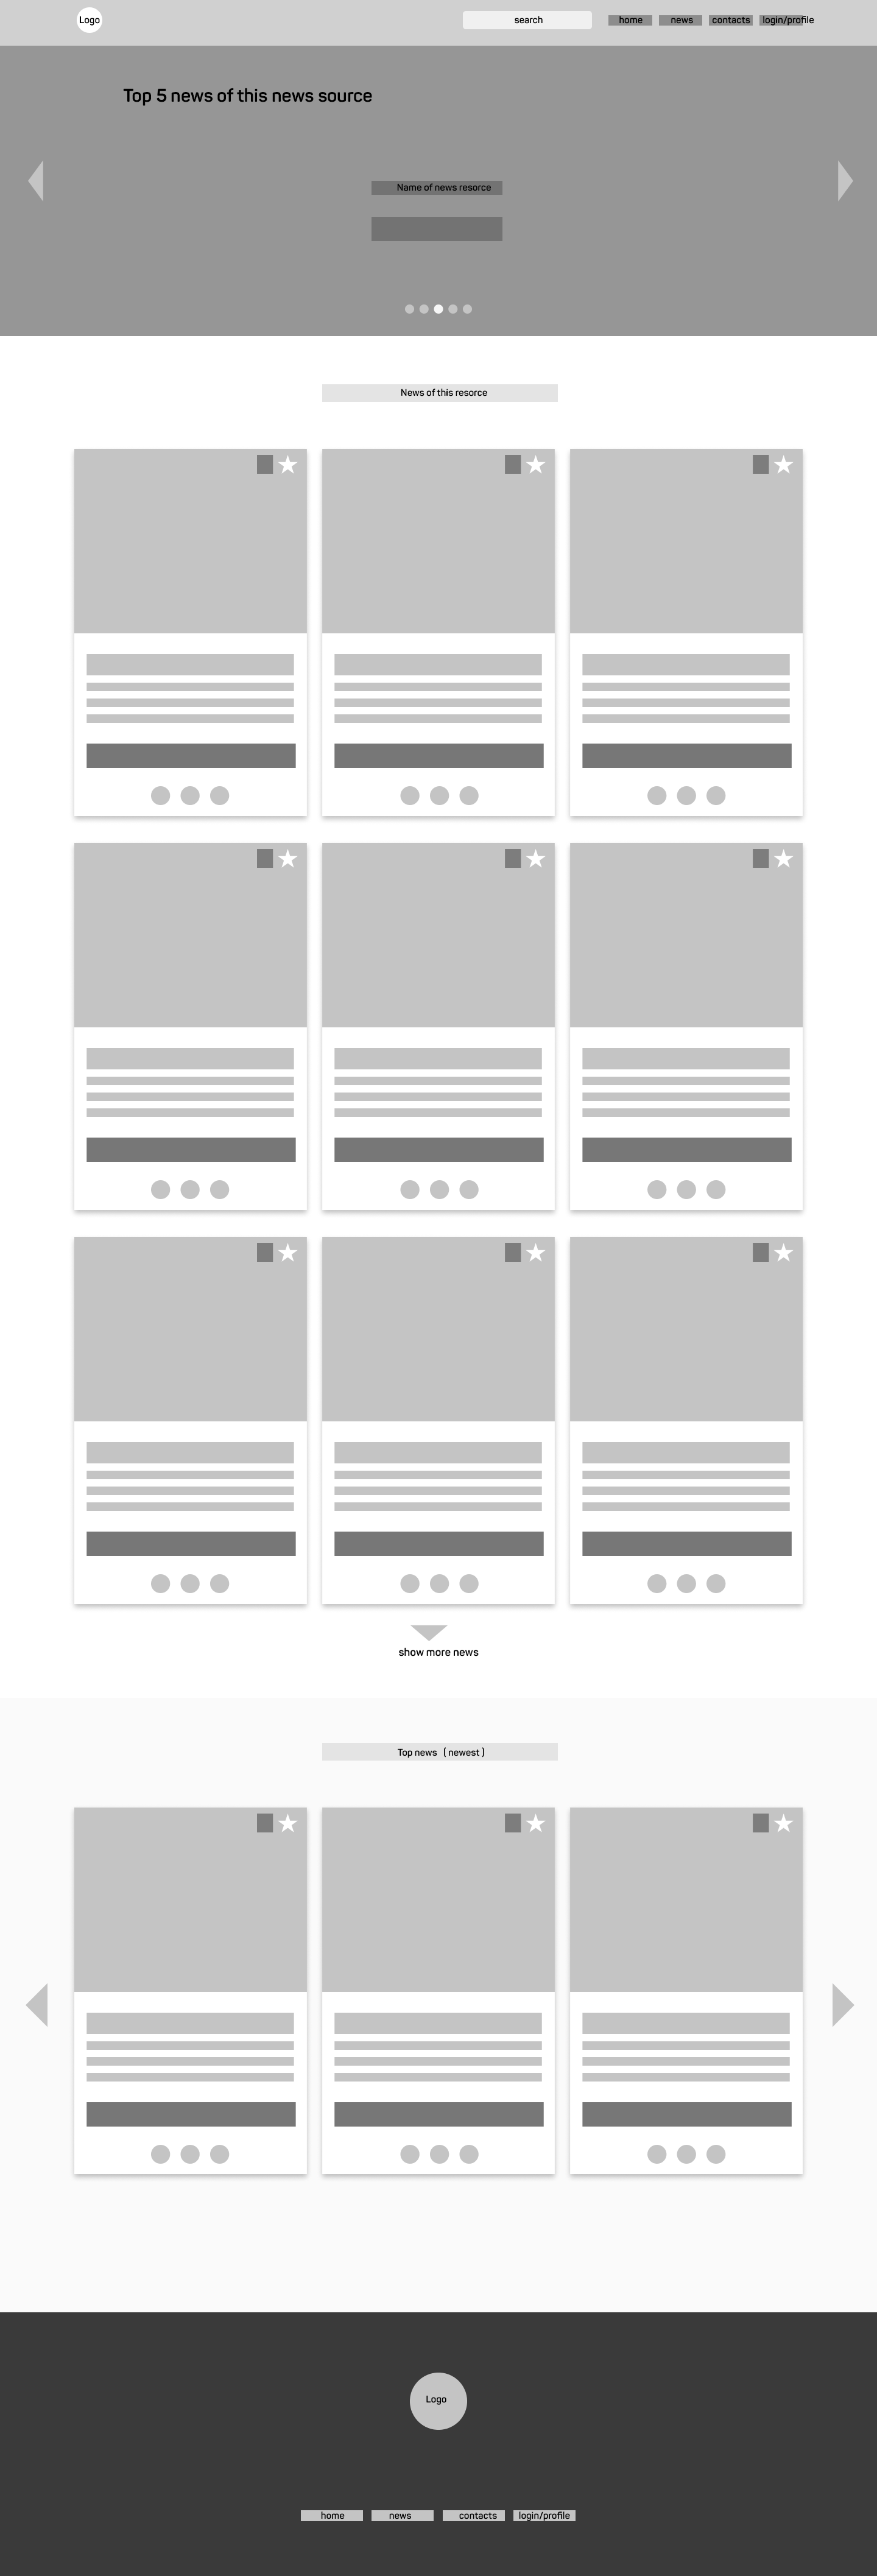 Logo
search
home
news
contacts
login/profile
Top 5 news of this news source
Name of news resorce
News of this resorce
show more news
Top news ( newest )
Logo
home
news
contacts
login/profile